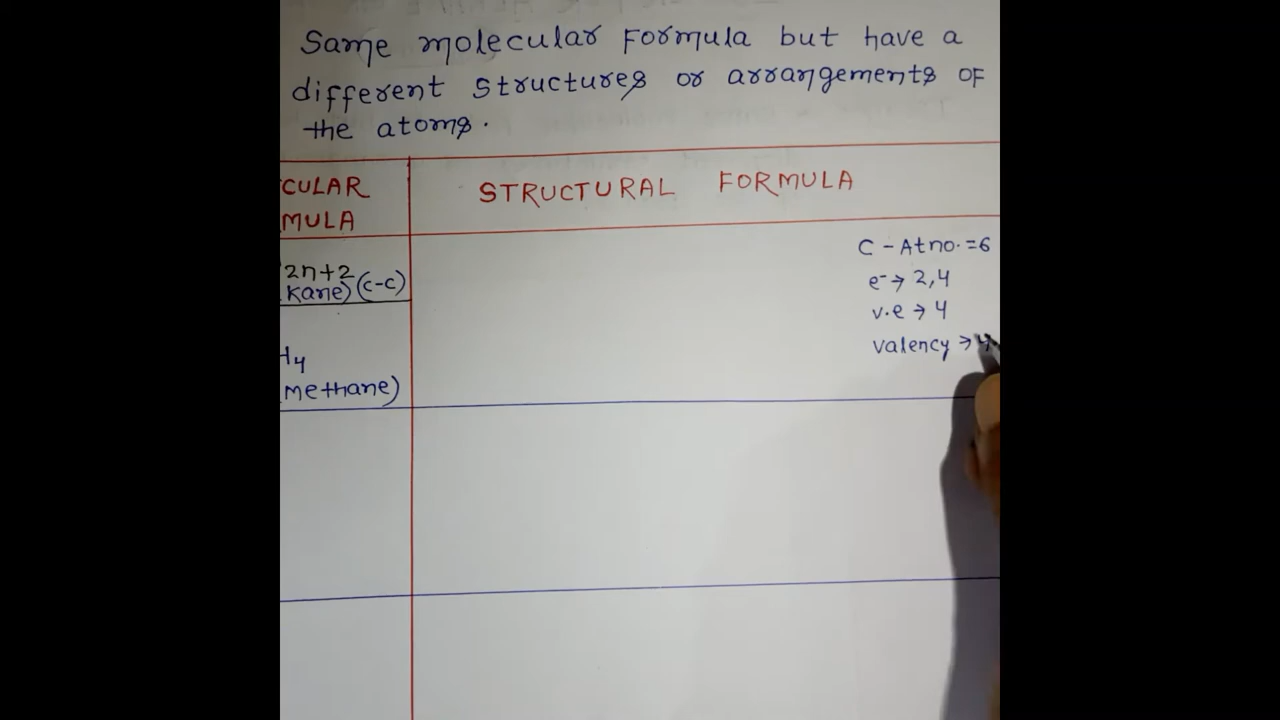 Same molecular Formula but have a
different structures or arrangements OF
the atoms.
CULAR
MULA
STRUCTURAL FORMULA
2n+2
Kane) (C-C)
H4
(methane)
C - At no. = 6
e- → 2,4
v.e → 4
valency → 4